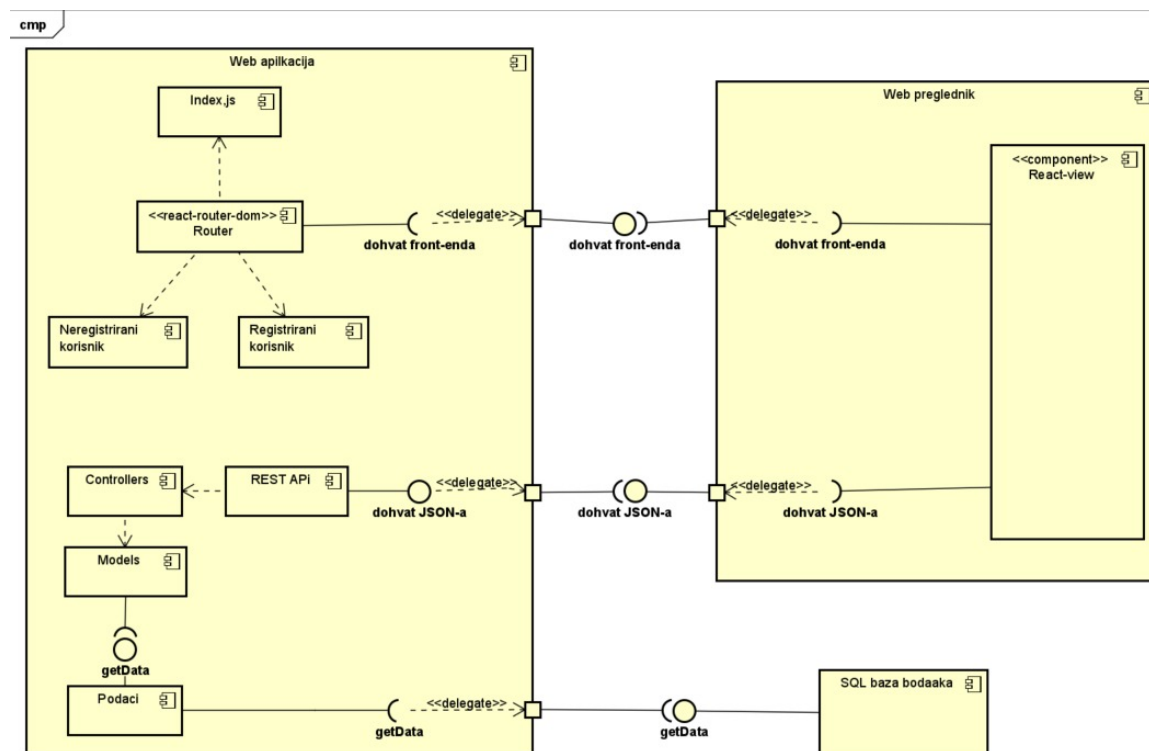 cmp
Web apilkacija
Index,js
<<react-router-dom>>
Router
<<delegate>>
dohvat front-enda
dohvat front-enda
Neregistrirani
korisnik
Registrirani
korisnik
Controllers
REST APi
<<delegate>>
dohvat JSON-a
dohvat JSON-a
Models
getData
Podaci
<<delegate>>
getData
getData
Web preglednik
<<component>>
React-view
<<delegate>>
dohvat front-enda
<<delegate>>
dohvat JSON-a
SQL baza bodaaka